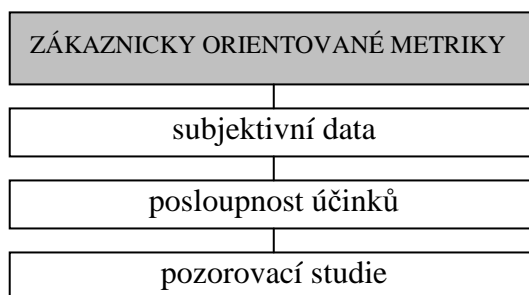 ZÁKAZNICKY ORIENTOVANÉ METRIKY
subjektivní data
posloupnost účinků
pozorovací studie